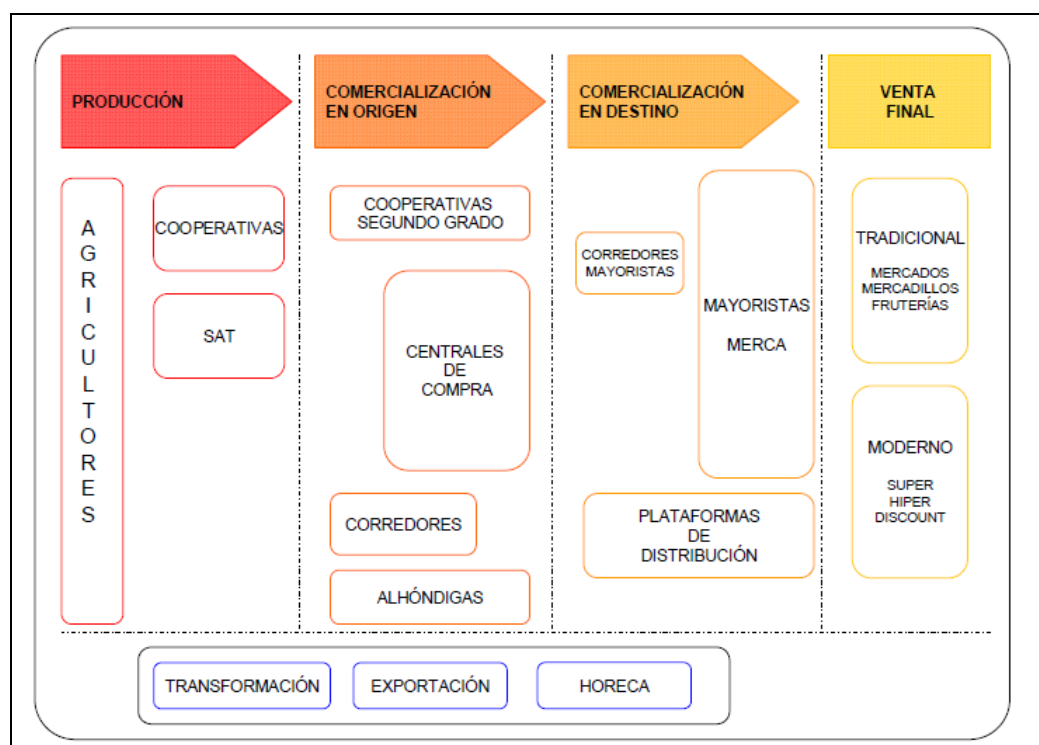 PRODUCCIÓN
COMERCIALIZACIÓN
EN ORIGEN
COMERCIALIZACIÓN
EN DESTINO
VENTA
FINAL
AGRICULTORES
COOPERATIVAS
SAT
COOPERATIVAS
SEGUNDO GRADO
CENTRALES
DE
COMPRA
CORREDORES
ALHÓNDIGAS
CORREDORES
MAYORISTAS
MAYORISTAS
MERCA
PLATAFORMAS
DE
DISTRIBUCIÓN
TRADICIONAL
MERCADOS
MERCADILLOS
FRUTERÍAS
MODERNO
SUPER
HIPER
DISCOUNT
TRANSFORMACIÓN
EXPORTACIÓN
HORECA